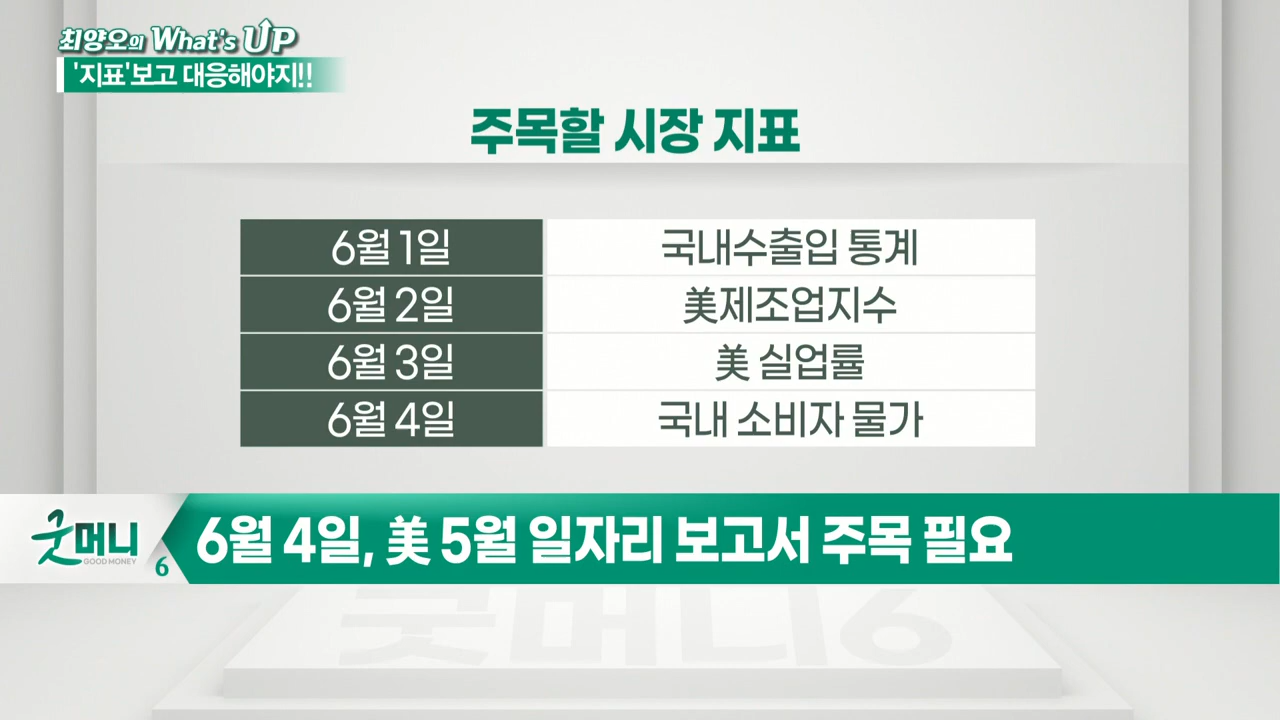 최양오의 What's UP
'지표'보고 대응해야지!!
주목할 시장 지표
6월 1일 국내수출입 통계
6월 2일 美제조업지수
6월 3일 美 실업률
6월 4일 국내 소비자 물가
굿머니 6
GOOD MONEY
6월 4일, 美 5월 일자리 보고서 주목 필요
굿머니6